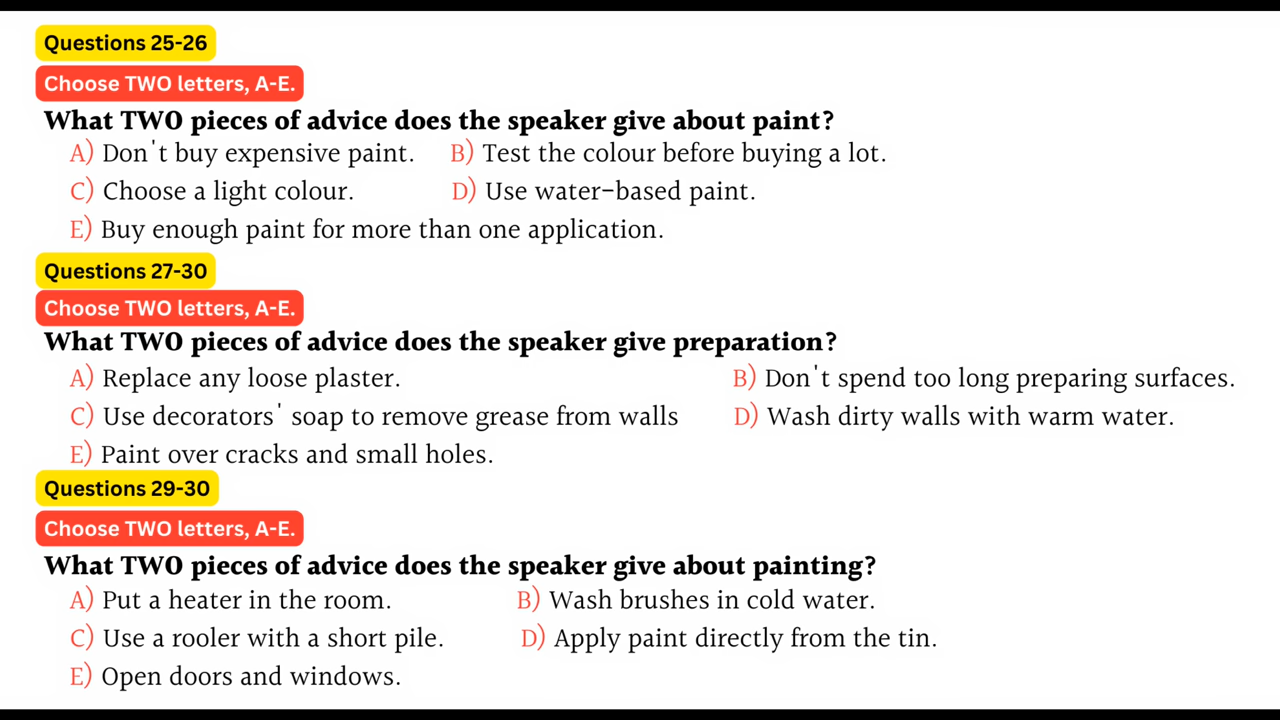 Questions 25-26
Choose TWO letters, A-E.
What TWO pieces of advice does the speaker give about paint?
A) Don't buy expensive paint. B) Test the colour before buying a lot.
C) Choose a light colour. D) Use water-based paint.
E) Buy enough paint for more than one application.
Questions 27-30
Choose TWO letters, A-E.
What TWO pieces of advice does the speaker give preparation?
A) Replace any loose plaster. B) Don't spend too long preparing surfaces.
C) Use decorators' soap to remove grease from walls D) Wash dirty walls with warm water.
E) Paint over cracks and small holes.
Questions 29-30
Choose TWO letters, A-E.
What TWO pieces of advice does the speaker give about painting?
A) Put a heater in the room. B) Wash brushes in cold water.
C) Use a rooler with a short pile. D) Apply paint directly from the tin.
E) Open doors and windows.